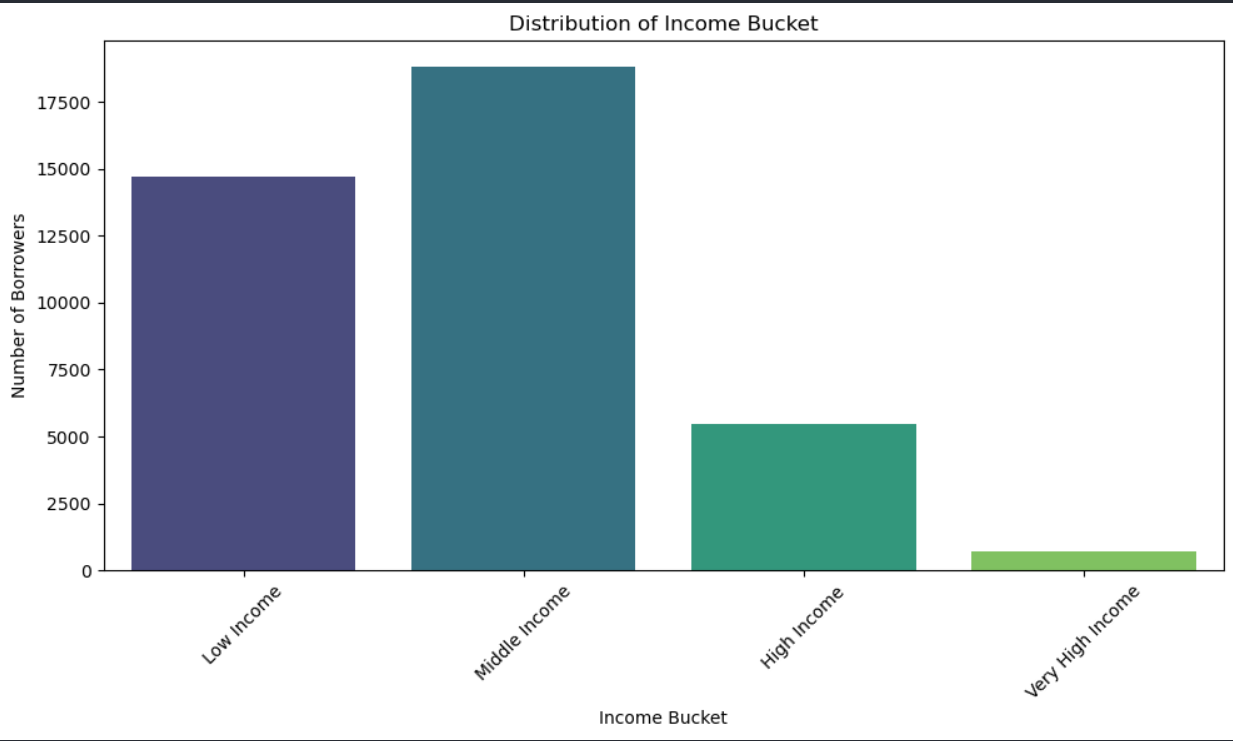 Distribution of Income Bucket
Number of Borrowers
17500
15000
12500
10000
7500
5000
2500
0
Low Income
Middle Income
High Income
Very High Income
Income Bucket